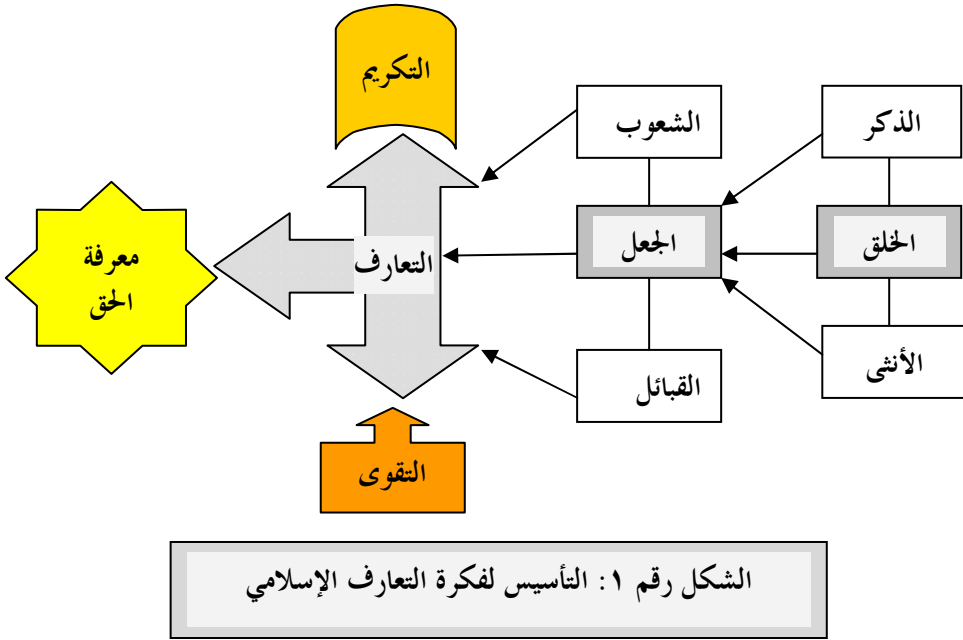 التكريم
الذكر
الشعوب
الخلق
الجعل
التعارف
معرفة
الحق
الأنثى
القبائل
التقوى
الشكل رقم ١: التأسيس لفكرة التعارف الإسلامي